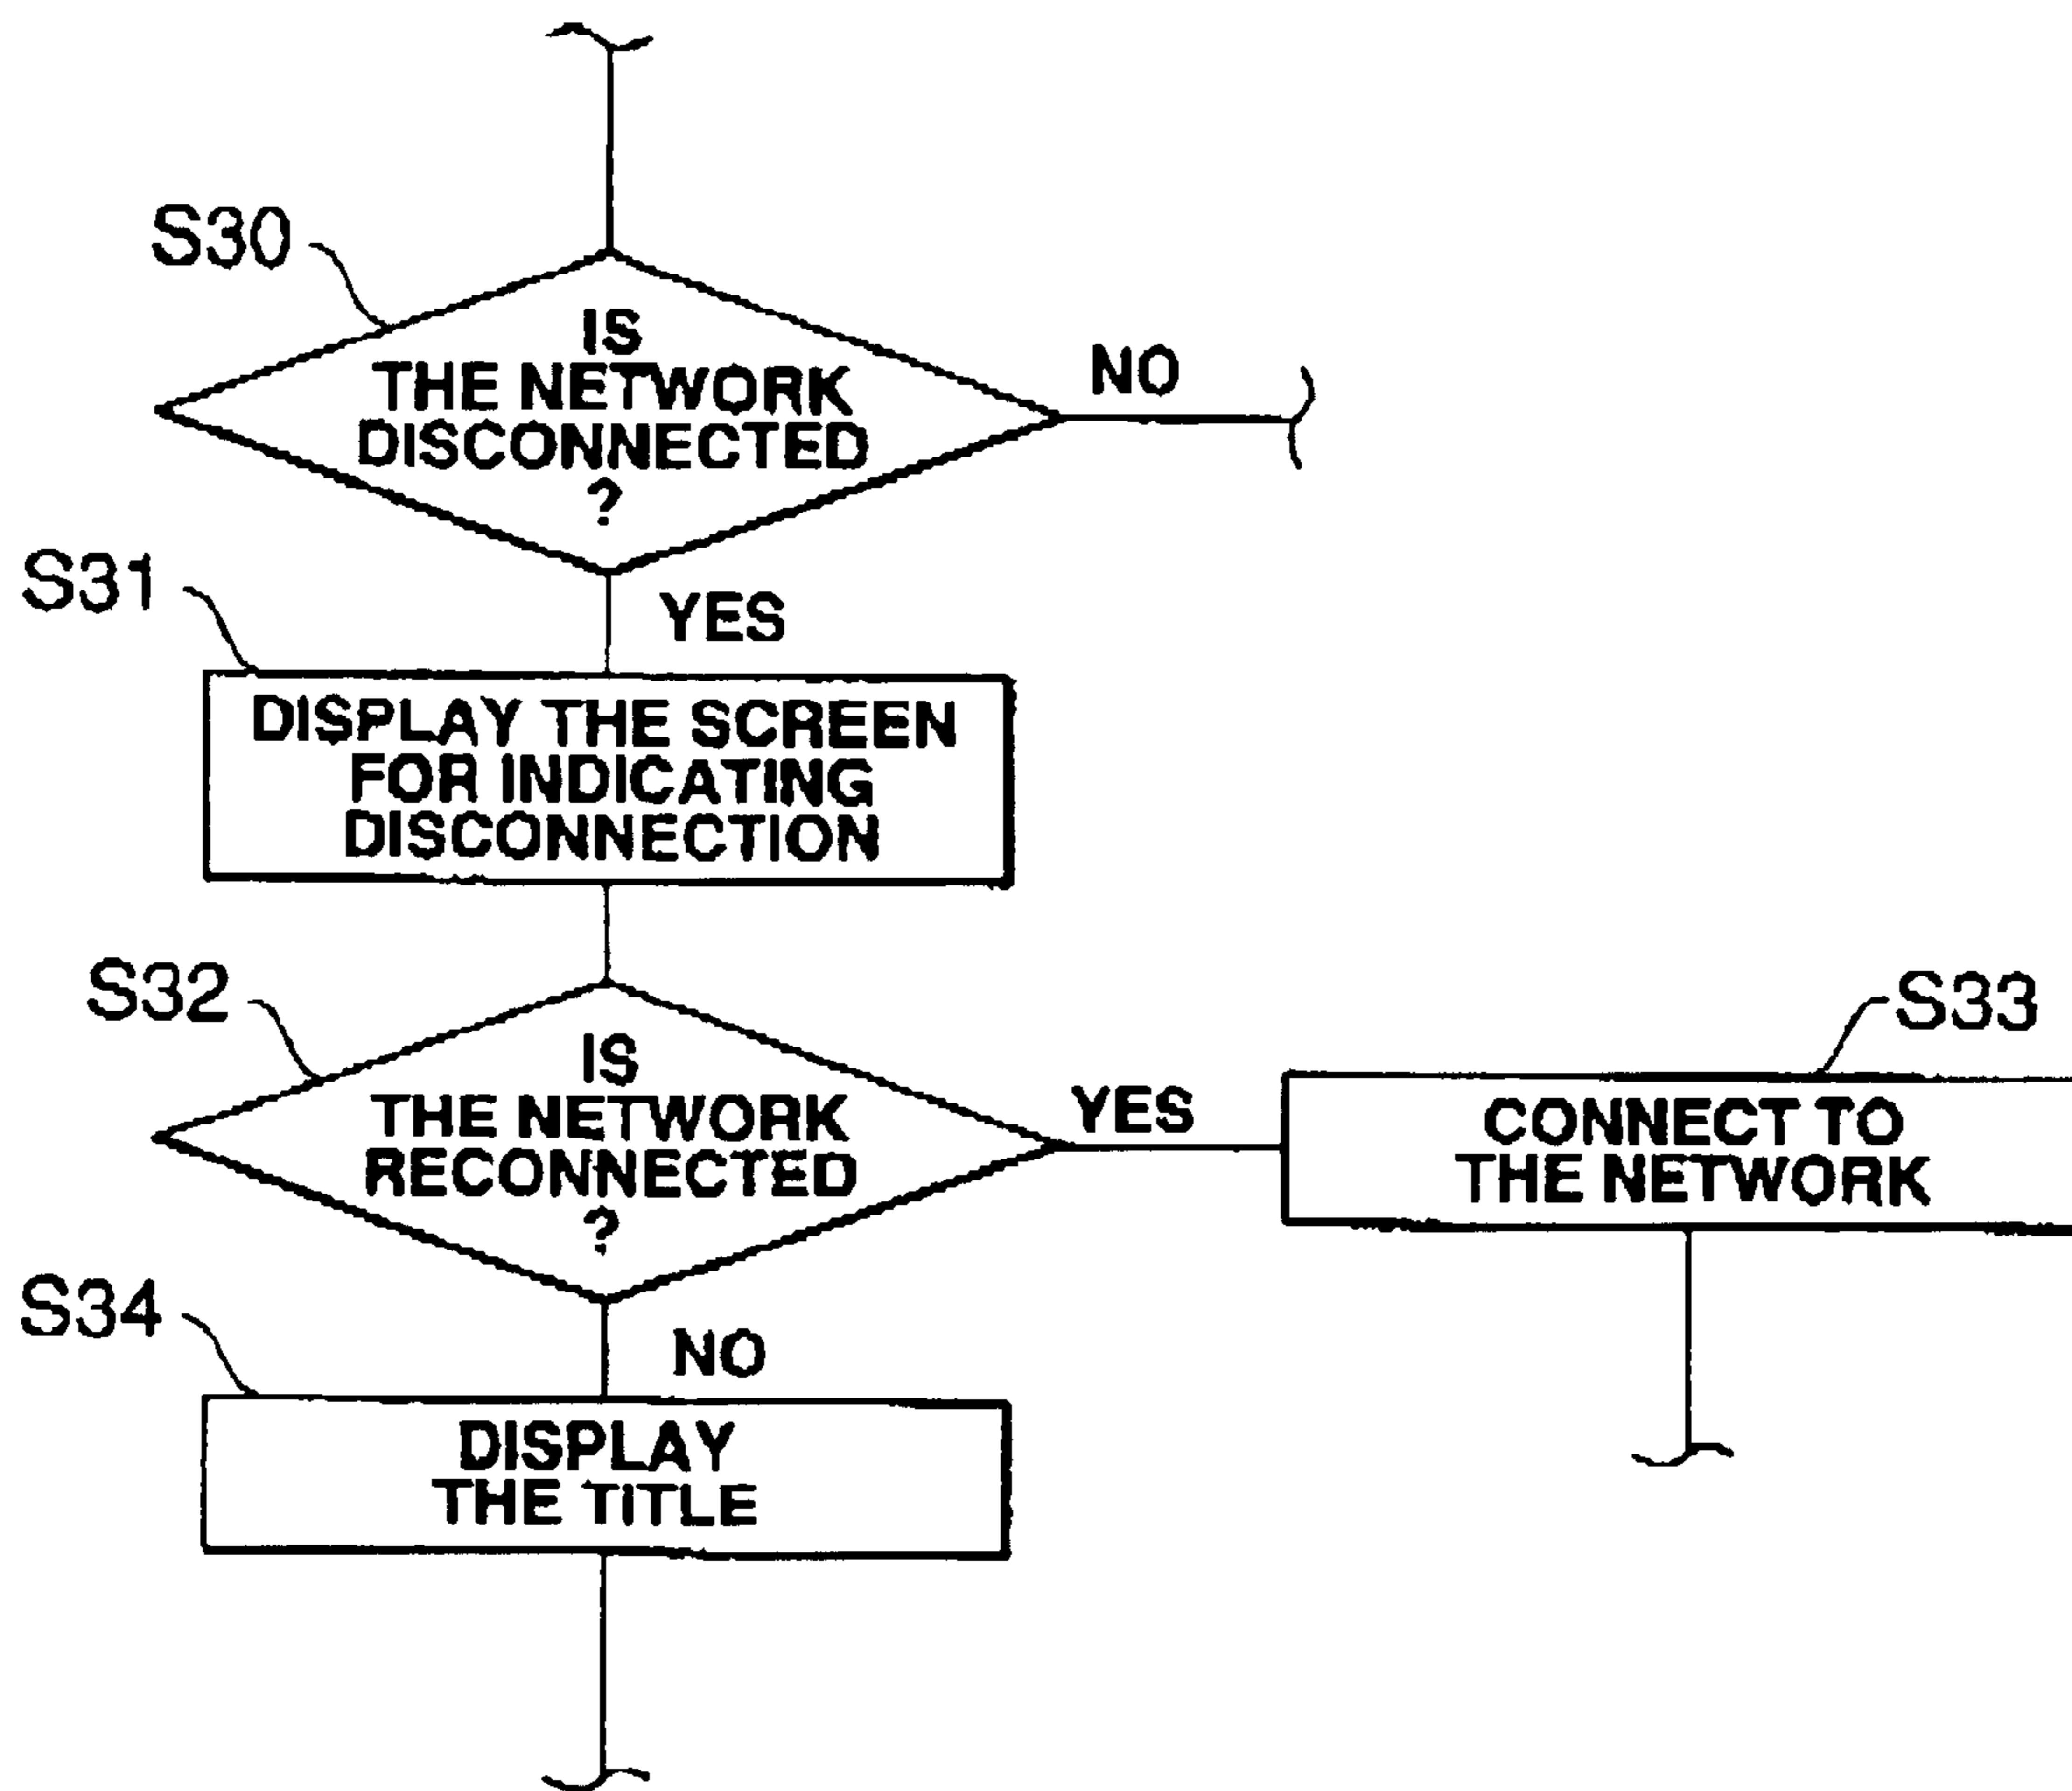 S30
IS
THE NETWORK
DISCONNECTED
?
NO
S31
YES
DISPLAY THE SCREEN
FOR INDICATING
DISCONNECTION
S32
IS
THE NETWORK
RECONNECTED
?
YES
S33
CONNECT TO
THE NETWORK
S34
NO
DISPLAY
THE TITLE